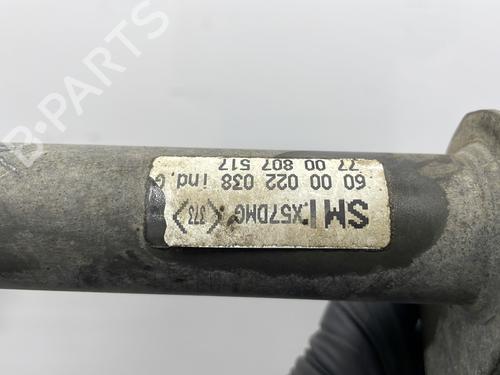 SMI:X57DMG <373>
60 00 022 038 ind.G
77 00 807 517
B-PARTS